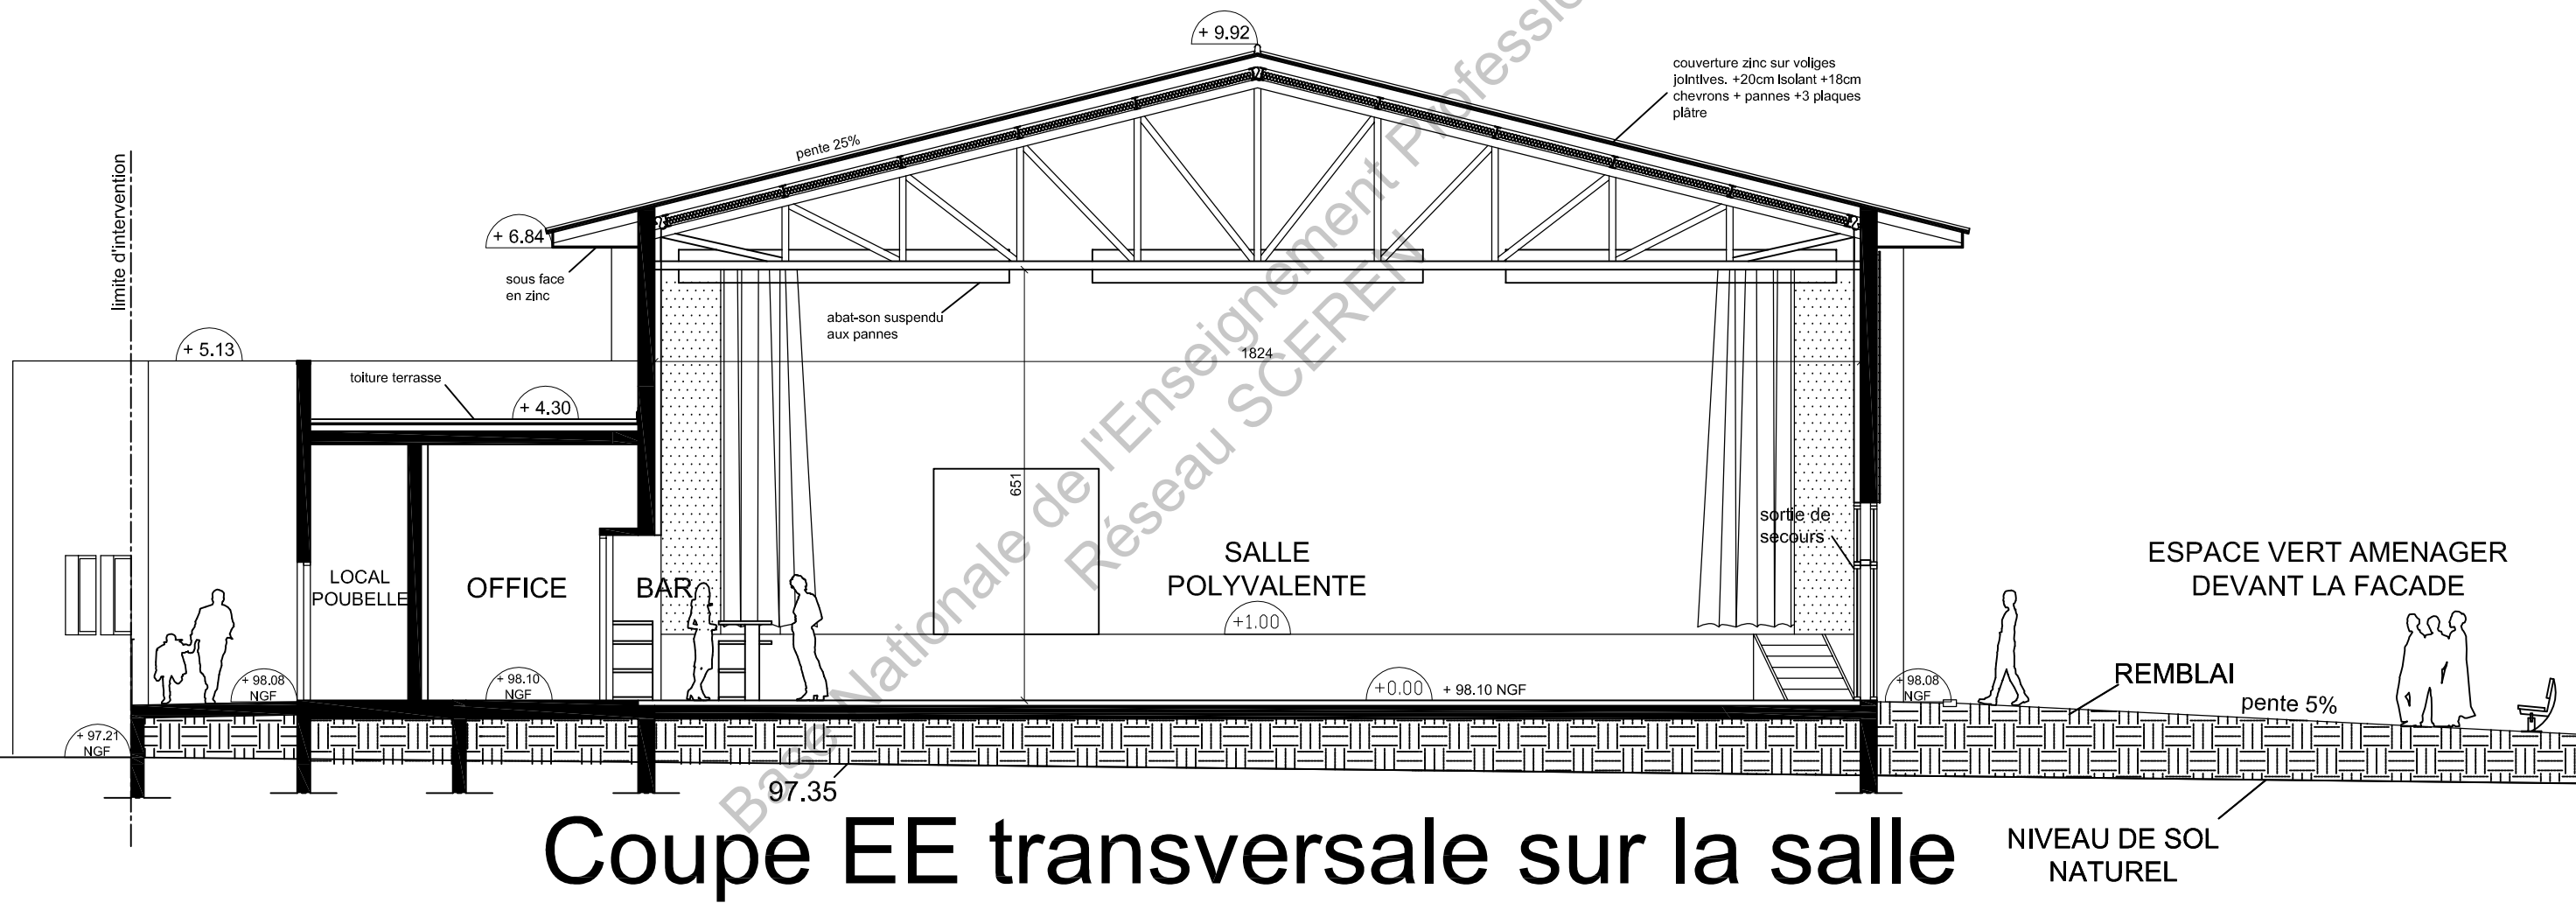 + 9.92
couverture zinc sur voliges
jointives. +20cm Isolant +18cm
chevrons + pannes +3 plaques
plâtre
pente 25%
limite d'intervention
+ 6.84
sous face
en zinc
abat-son suspendu
aux pannes
+ 5.13
1824
toiture terrasse
+ 4.30
651
sortie de
secours
SALLE
POLYVALENTE
ESPACE VERT AMENAGER
DEVANT LA FACADE
LOCAL
POUBELLE
OFFICE
BAR
+1.00
+ 98.08
NGF
+ 98.10
NGF
+0.00
+ 98.10 NGF
+ 98.08
NGF
REMBLAI
pente 5%
+ 97.21
NGF
97.35
Coupe EE transversale sur la salle
NIVEAU DE SOL
NATUREL
Base Nationale de l'Enseignement
Réseau SCEREN